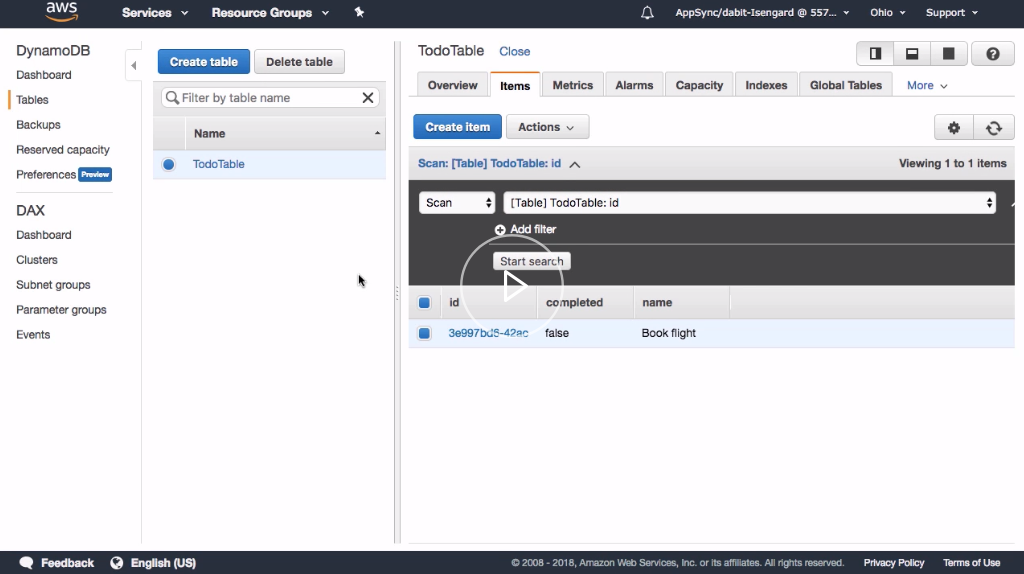 aws
Services
Resource Groups
AppSync/dabit-Isengard @ 557...
Ohio
Support
DynamoDB
Dashboard
Tables
Backups
Reserved capacity
Preferences Preview
DAX
Dashboard
Clusters
Subnet groups
Parameter groups
Events
Create table Delete table
Filter by table name
Name
TodoTable
TodoTable Close
Overview Items Metrics Alarms Capacity Indexes Global Tables More
Create item Actions
Scan: [Table] TodoTable: id
Viewing 1 to 1 items
Scan [Table] TodoTable: id
Add filter
Start search
id completed name
3e997bd5-42ac false Book flight
Feedback English (US)
© 2008 - 2018, Amazon Web Services, Inc. or its affiliates. All rights reserved. Privacy Policy Terms of Use